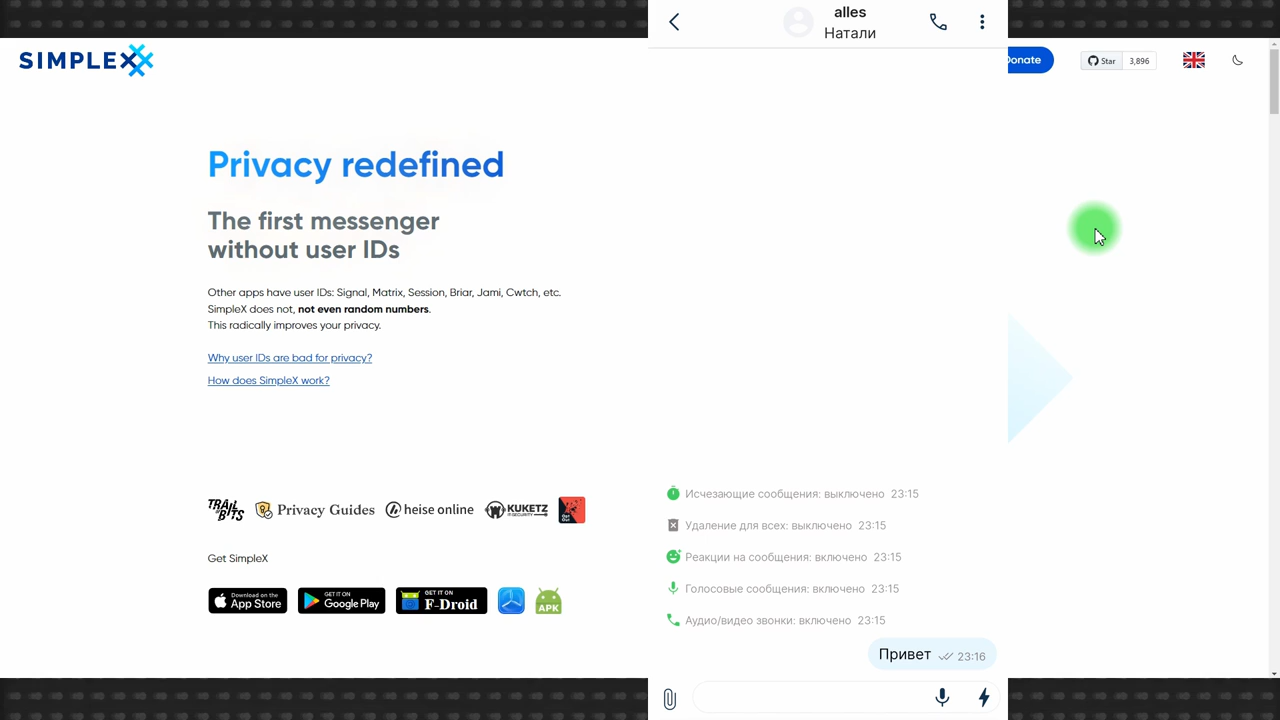 SIMPLEX
Privacy redefined
The first messenger
without user IDs
Other apps have user IDs: Signal, Matrix, Session, Briar, Jami, Cwtch, etc.
SimpleX does not, not even random numbers.
This radically improves your privacy.
Why user IDs are bad for privacy?
How does SimpleX work?
TRAIL OF BITS
Privacy Guides
heise online
KUKETZ
IT-SECURITY
Opt Out
Get SimpleX
Download on the
App Store
GET IT ON
Google Play
GET IT ON
F-Droid
APK
alles
Натали
Исчезающие сообщения: выключено 23:15
Удаление для всех: выключено 23:15
Реакции на сообщения: включено 23:15
Голосовые сообщения: включено 23:15
Аудио/видео звонки: включено 23:15
Привет 23:16
Donate
Star
3,896